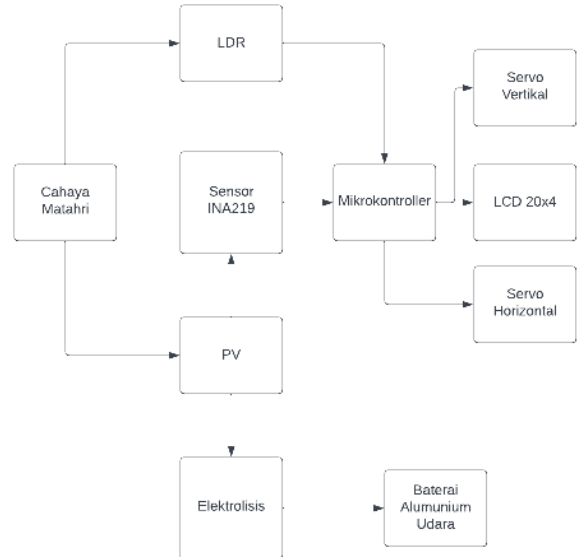 LDR
Servo
Vertikal
Cahaya
Matahri
Sensor
INA219
Mikrokontroller
LCD 20x4
Servo
Horizontal
PV
Elektrolisis
Baterai
Alumunium
Udara